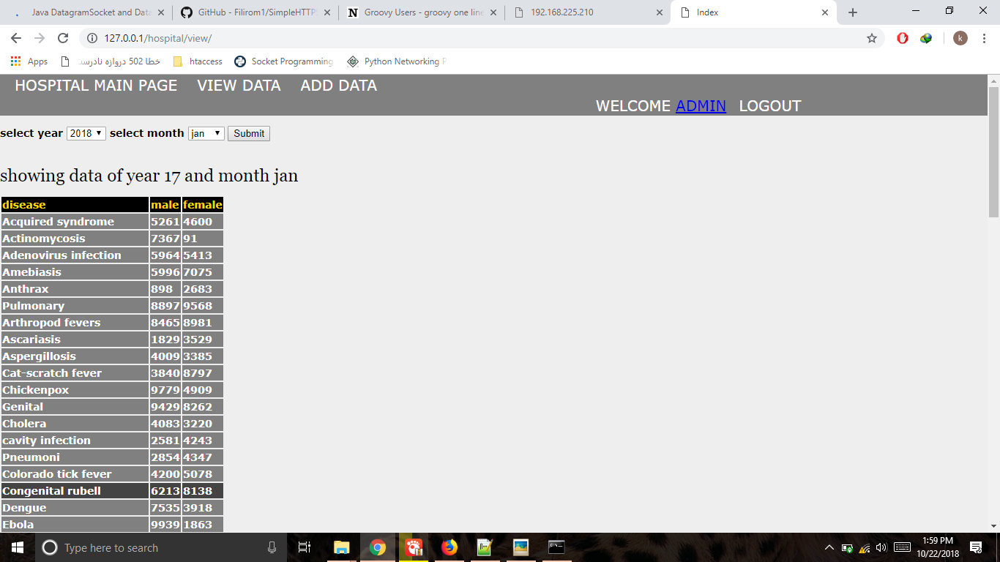 Java DatagramSocket and Data
GitHub - Filirom1/SimpleHTTPS
Groovy Users - groovy one line
192.168.225.210
Index
127.0.0.1/hospital/view/
k
Apps
خطا 502 دروازه نادرست
htaccess
Socket Programming
Python Networking P
HOSPITAL MAIN PAGE VIEW DATA ADD DATA
WELCOME ADMIN LOGOUT
select year 2018 select month jan Submit
showing data of year 17 and month jan
disease male female
Acquired syndrome 5261 4600
Actinomycosis 7367 91
Adenovirus infection 5964 5413
Amebiasis 5996 7075
Anthrax 898 2683
Pulmonary 8897 9568
Arthropod fevers 8465 8981
Ascariasis 1829 3529
Aspergillosis 4009 3385
Cat-scratch fever 3840 8797
Chickenpox 9779 4909
Genital 9429 8262
Cholera 4083 3220
cavity infection 2581 4243
Pneumoni 2854 4347
Colorado tick fever 4200 5078
Congenital rubell 6213 8138
Dengue 7535 3918
Ebola 9939 1863
Type here to search
1:59 PM
10/22/2018